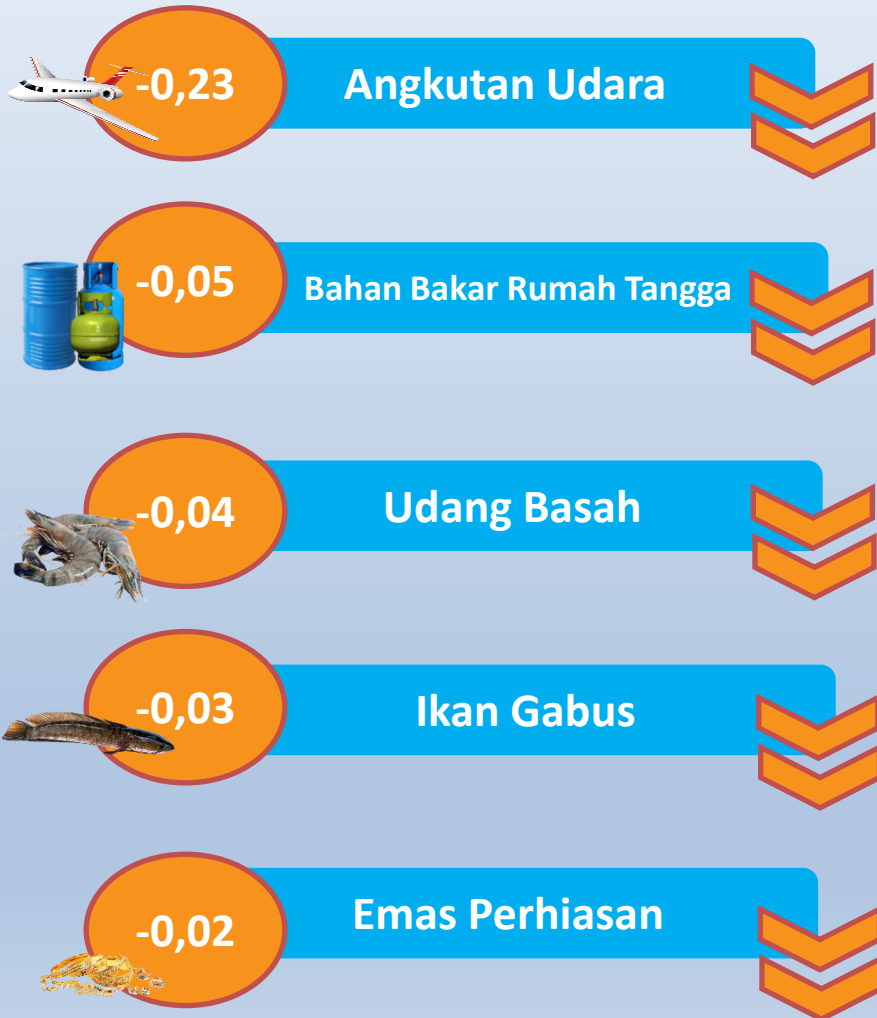 -0,23
Angkutan Udara
-0,05
Bahan Bakar Rumah Tangga
-0,04
Udang Basah
-0,03
Ikan Gabus
-0,02
Emas Perhiasan